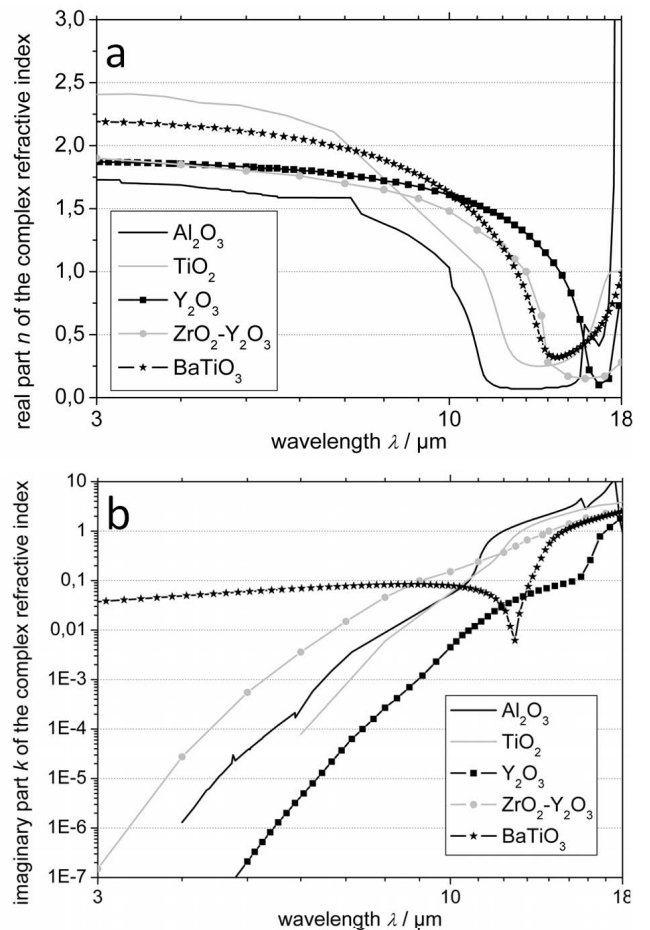 a
real part n of the complex refractive index
3,0
2,5
2,0
1,5
1,0
0,5
0,0
Al₂O₃
TiO₂
Y₂O₃
ZrO₂-Y₂O₃
BaTiO₃
3
10
18
wavelength λ / µm
b
imaginary part k of the complex refractive index
10
1
0,1
0,01
1E-3
1E-4
1E-5
1E-6
1E-7
Al₂O₃
TiO₂
Y₂O₃
ZrO₂-Y₂O₃
BaTiO₃
3
10
18
wavelength λ / µm